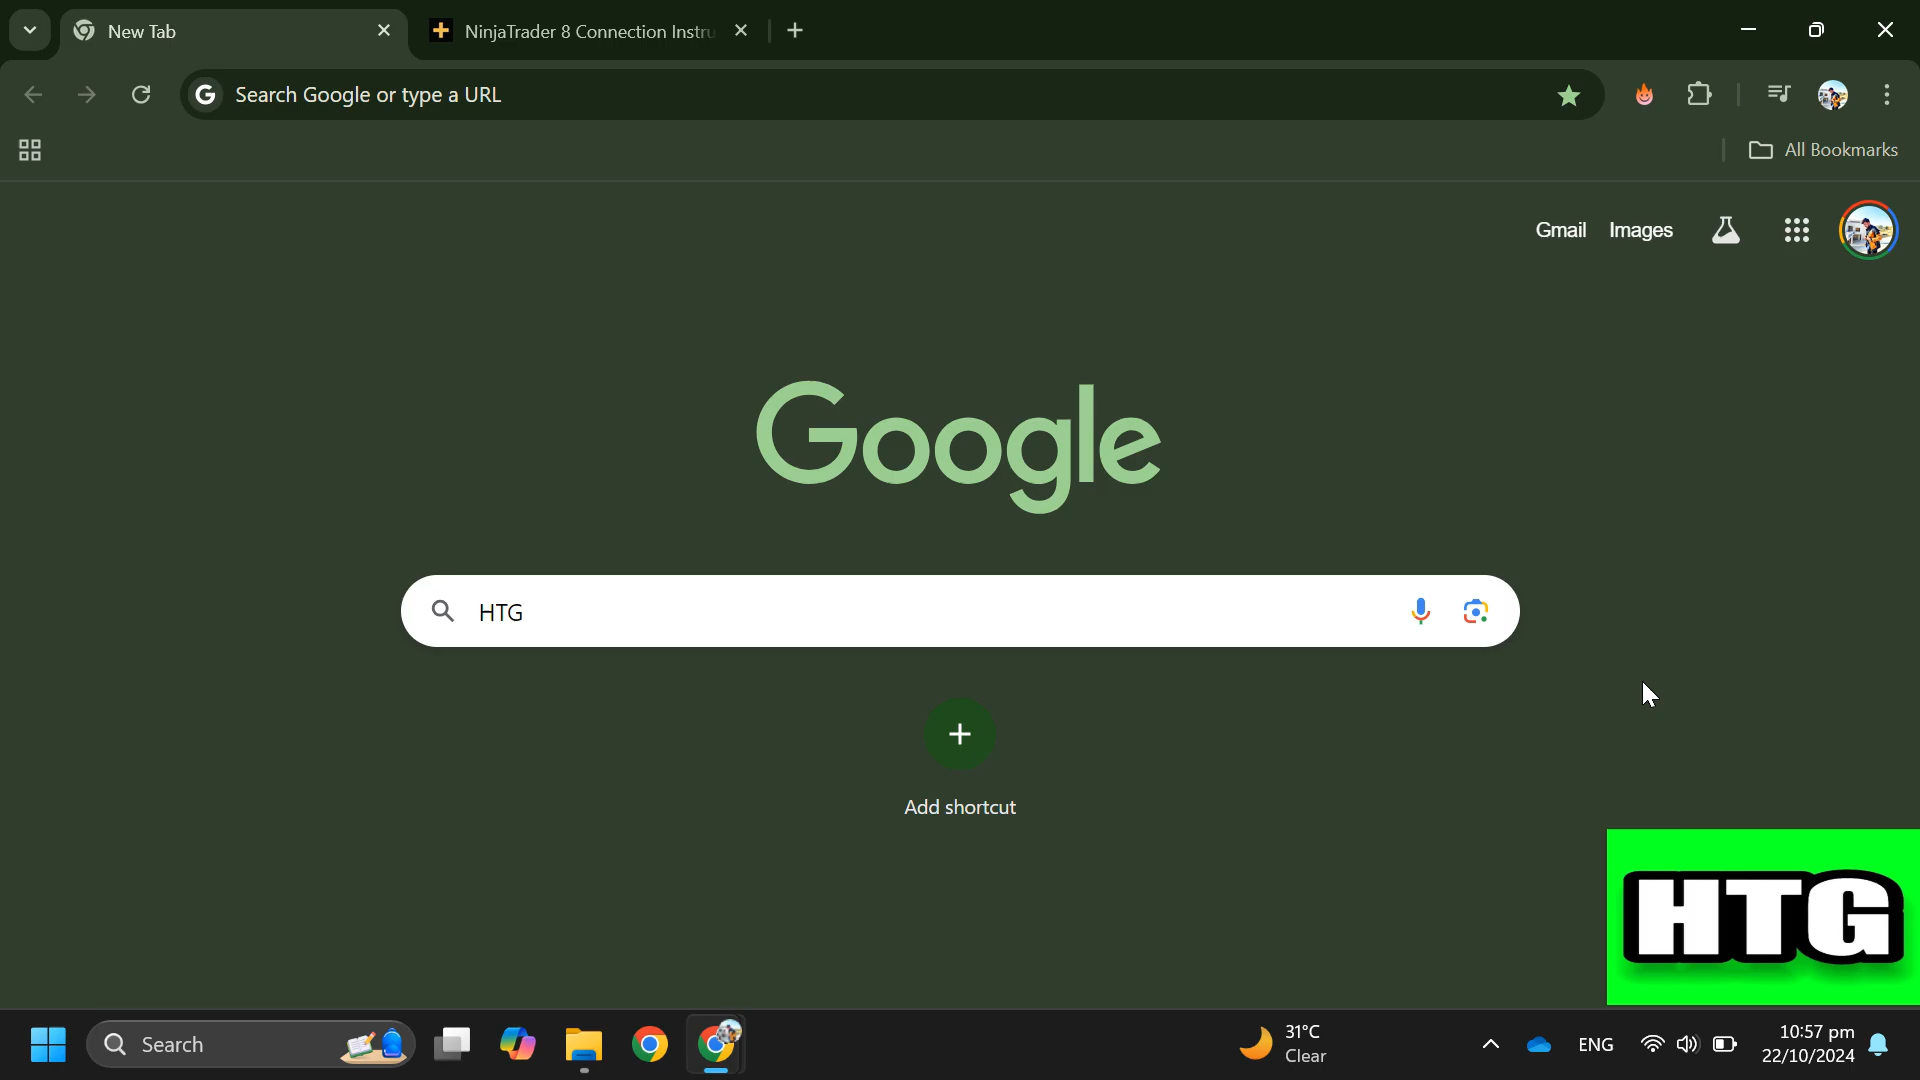 New Tab
NinjaTrader 8 Connection Instru
Search Google or type a URL
All Bookmarks
Gmail Images
Google
HTG
Add shortcut
HTG
Search
31°C
Clear
ENG
10:57 pm
22/10/2024